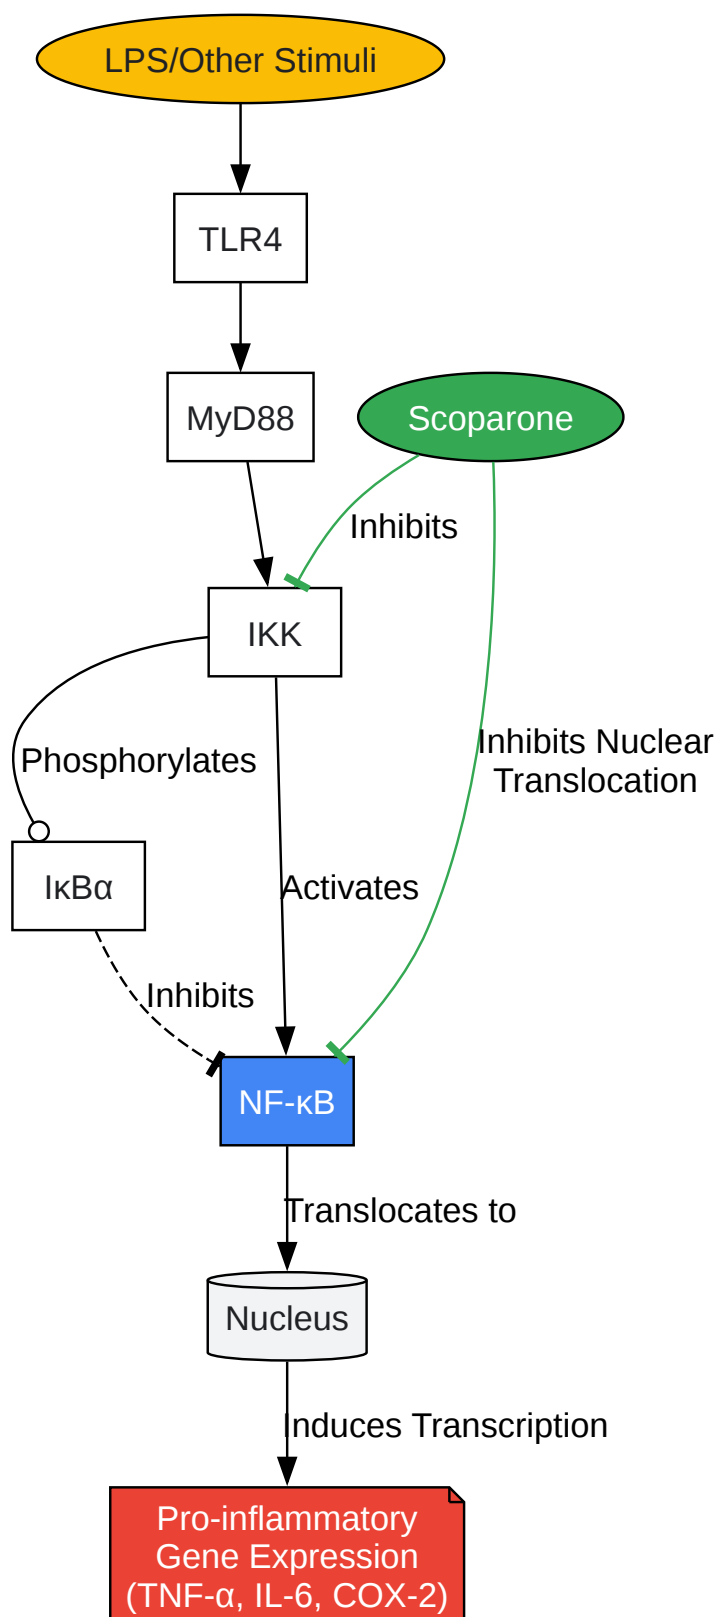 LPS/Other Stimuli
TLR4
MyD88
Scoparone
Inhibits
IKK
Inhibits Nuclear
Translocation
Phosphorylates
IκBα
Activates
Inhibits
NF-κB
Translocates to
Nucleus
Induces Transcription
Pro-inflammatory
Gene Expression
(TNF-α, IL-6, COX-2)